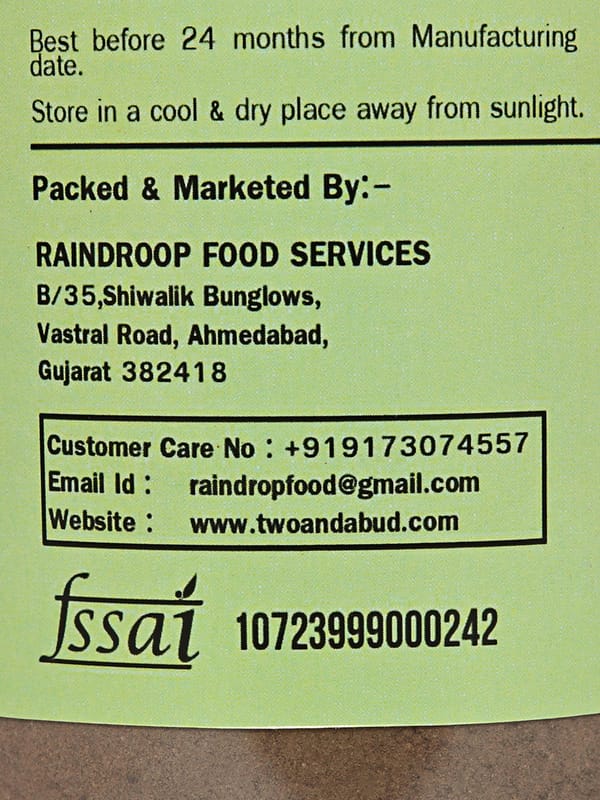 Best before 24 months from Manufacturing
date.
Store in a cool & dry place away from sunlight.
Packed & Marketed By:-
RAINDROOP FOOD SERVICES
B/35,Shiwalik Bunglows,
Vastral Road, Ahmedabad,
Gujarat 382418
Customer Care No : +919173074557
Email Id : raindropfood@gmail.com
Website : www.twoandabud.com
fssai 10723999000242